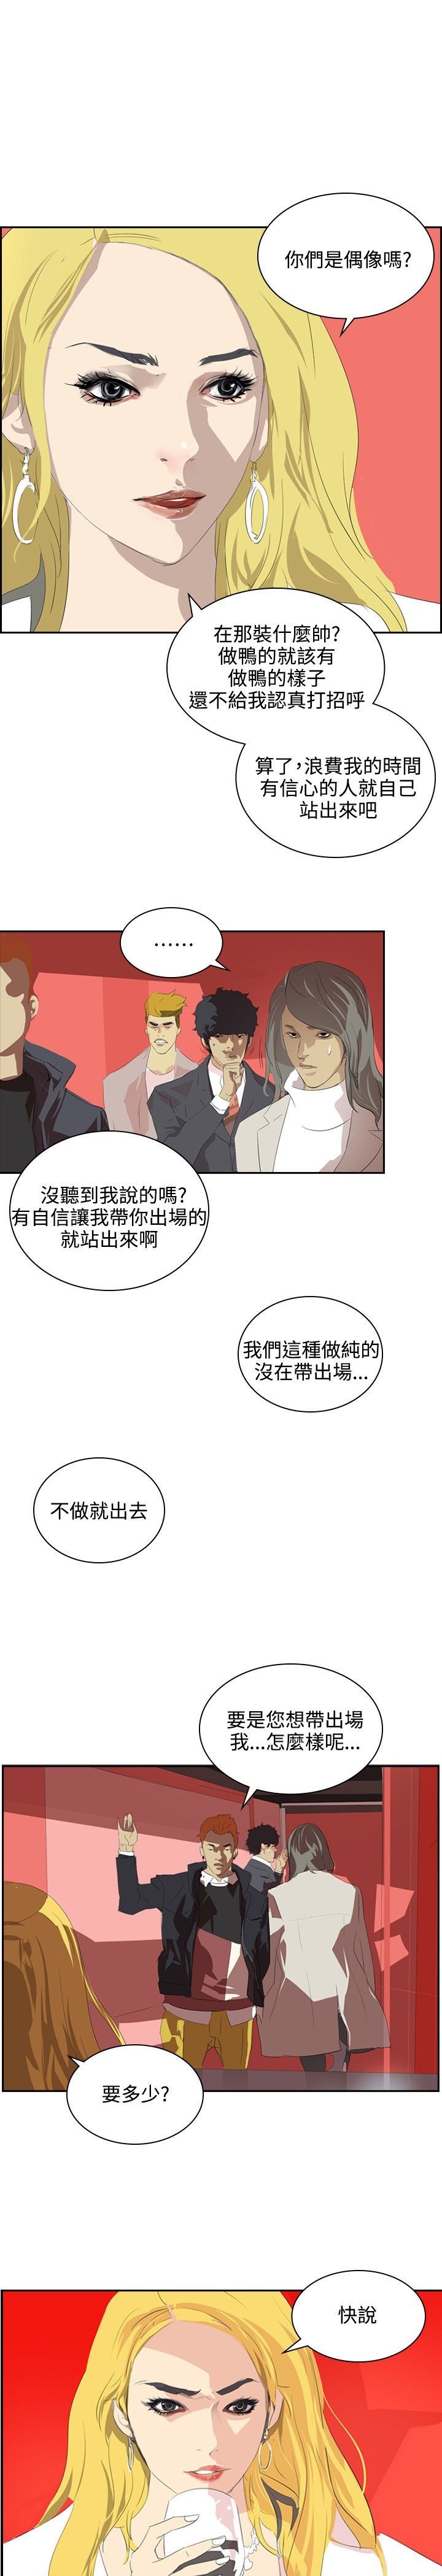 你們是偶像嗎?
在那裝什麼帥?
做鴨的就該有
做鴨的樣子
還不給我認真打招呼
算了,浪費我的時間
有信心的人就自己
站出來吧
……
沒聽到我說的嗎?
有自信讓我帶你出場的
就站出來啊
我們這種做純的
沒在帶出場...
不做就出去
要是您想帶出場
我...怎麼樣呢...
要多少?
快說